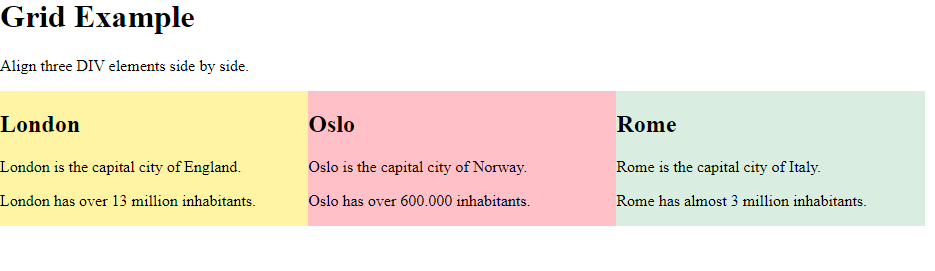 Grid Example
Align three DIV elements side by side.
London
London is the capital city of England.
London has over 13 million inhabitants.
Oslo
Oslo is the capital city of Norway.
Oslo has over 600.000 inhabitants.
Rome
Rome is the capital city of Italy.
Rome has almost 3 million inhabitants.